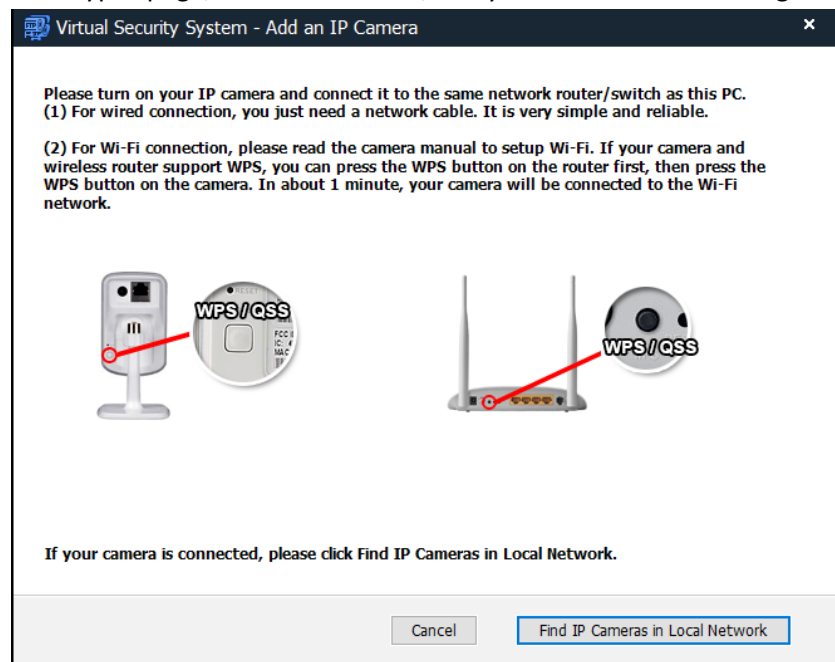 Virtual Security System - Add an IP Camera
×
Please turn on your IP camera and connect it to the same network router/switch as this PC.
(1) For wired connection, you just need a network cable. It is very simple and reliable.
(2) For Wi-Fi connection, please read the camera manual to setup Wi-Fi. If your camera and
wireless router support WPS, you can press the WPS button on the router first, then press the
WPS button on the camera. In about 1 minute, your camera will be connected to the Wi-Fi
network.
RESET
WPS/QSS
FCC
IC:
MAC
WPS/QSS
If your camera is connected, please click Find IP Cameras in Local Network.
Cancel
Find IP Cameras in Local Network